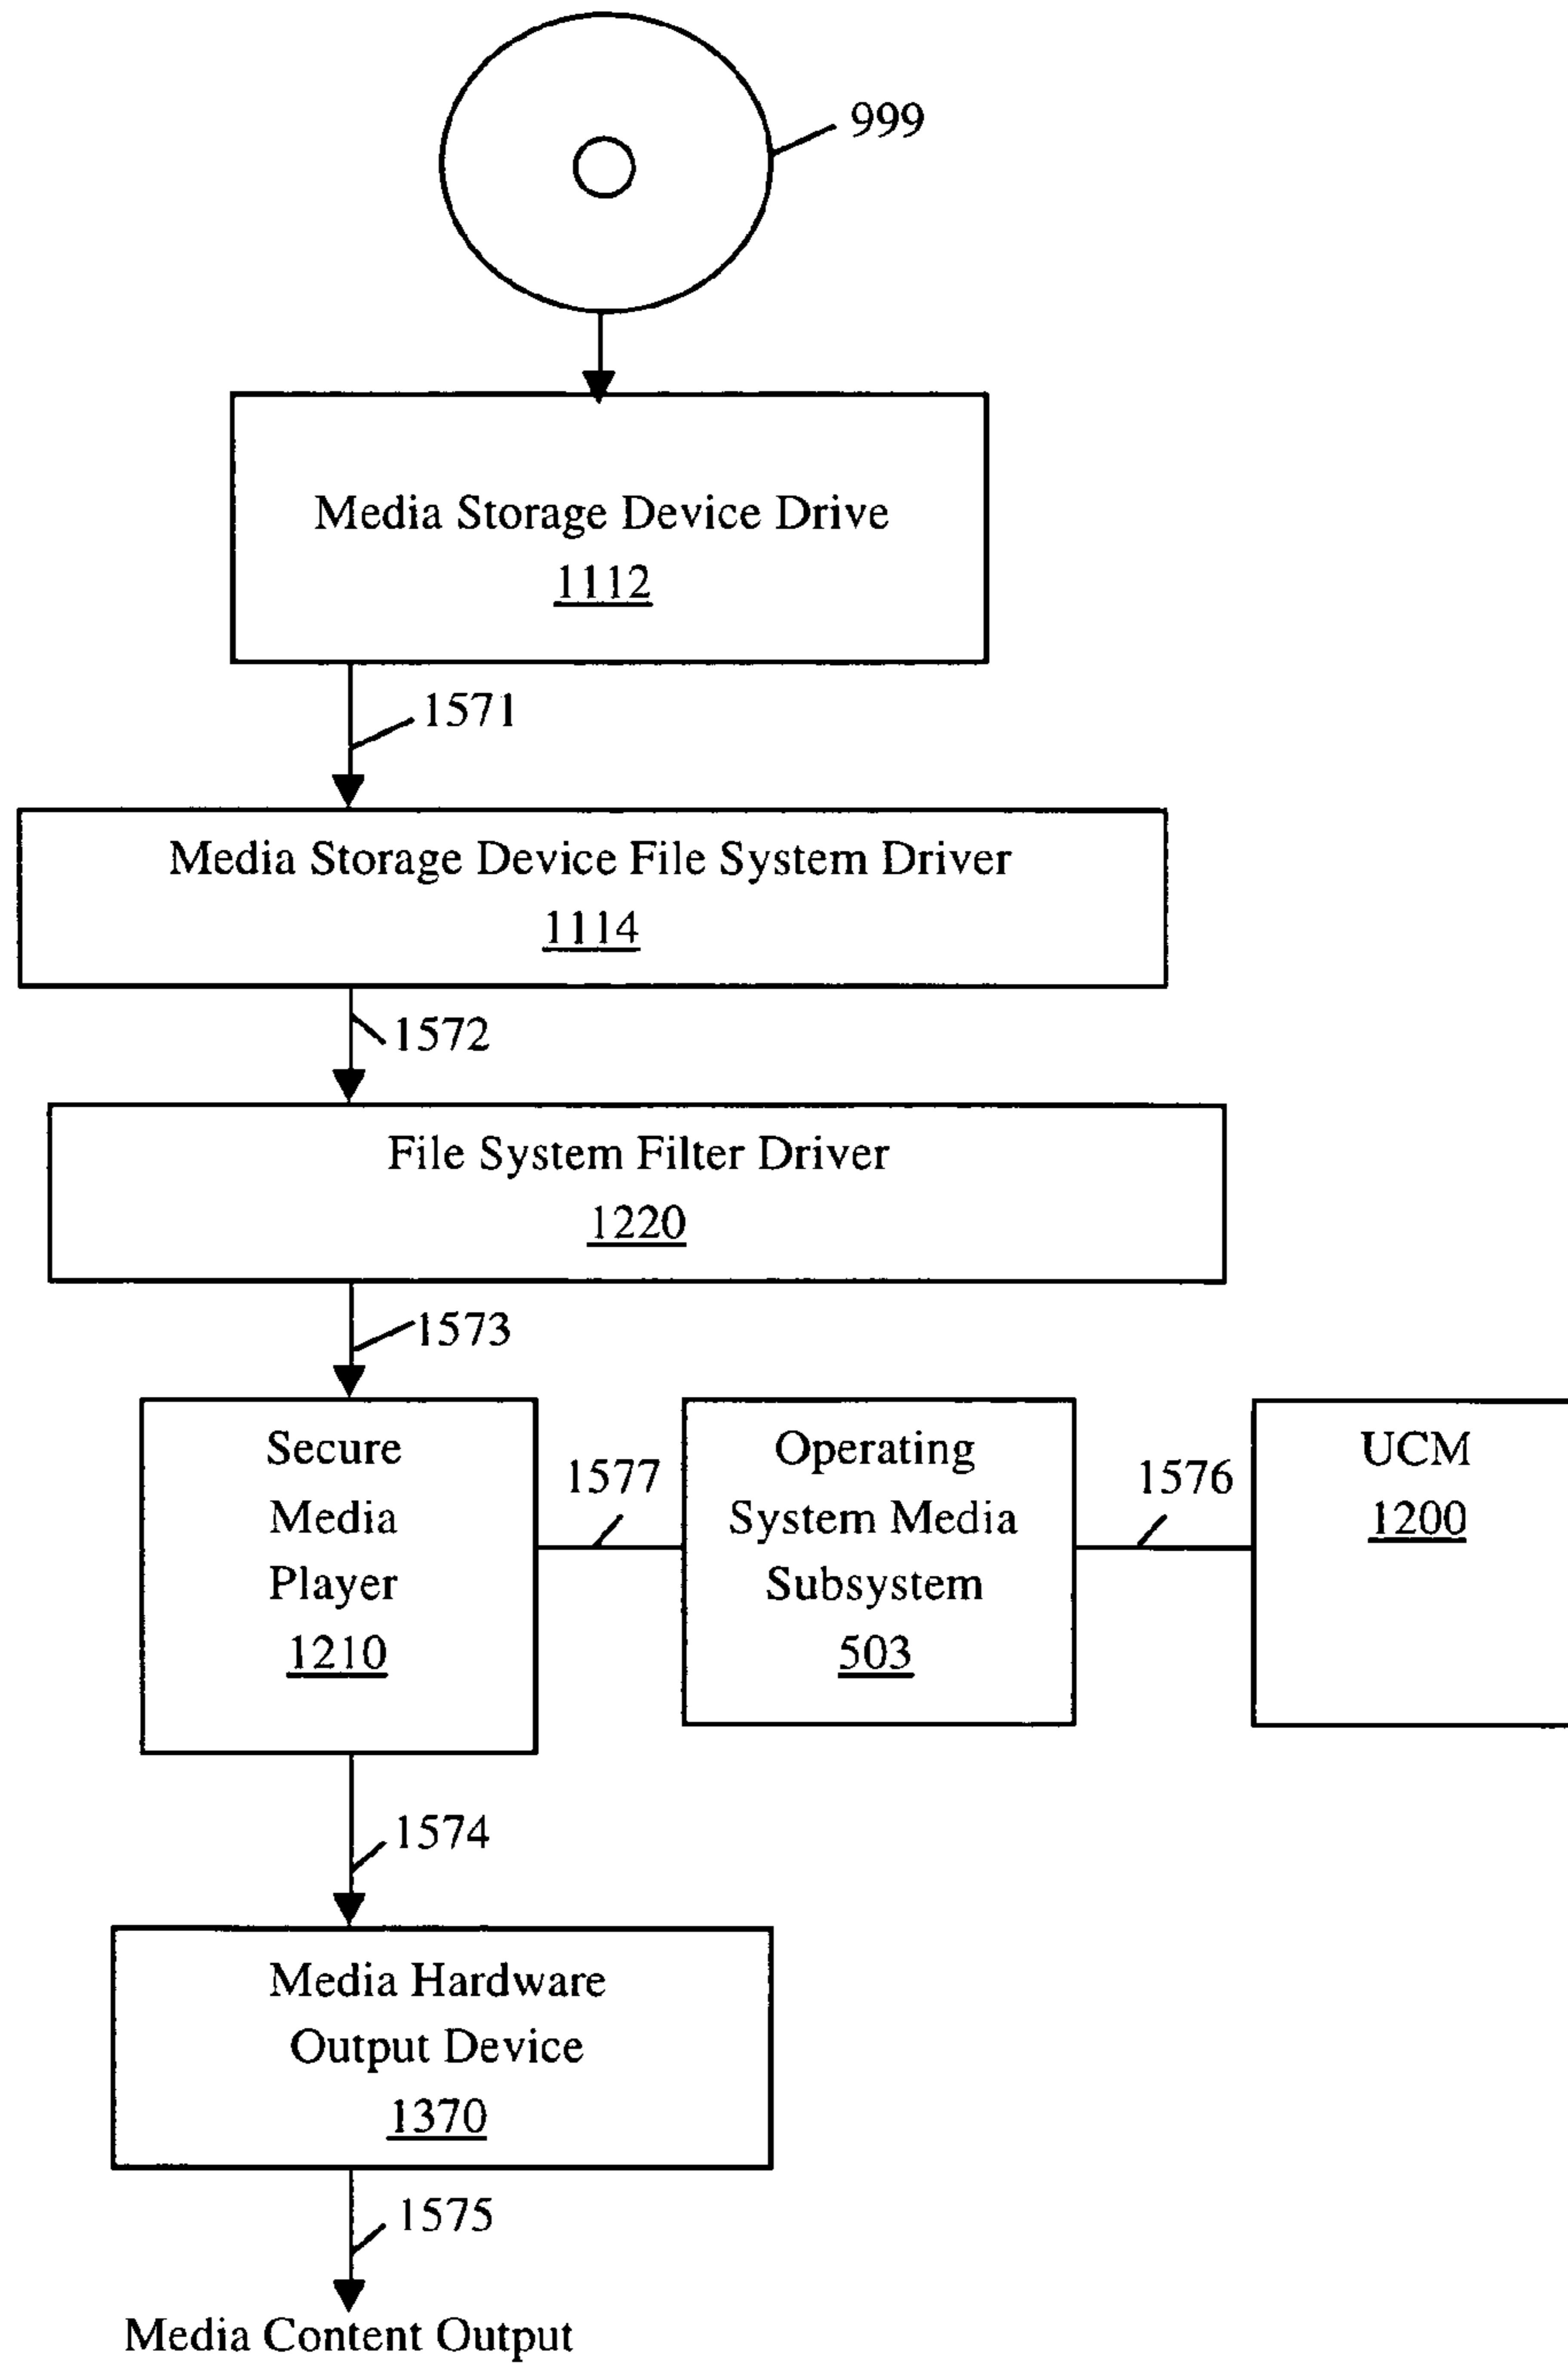 999
Media Storage Device Drive
1112
1571
Media Storage Device File System Driver
1114
1572
File System Filter Driver
1220
1573
Secure
Media
Player
1210
1577
Operating
System Media
Subsystem
503
1576
UCM
1200
1574
Media Hardware
Output Device
1370
1575
Media Content Output